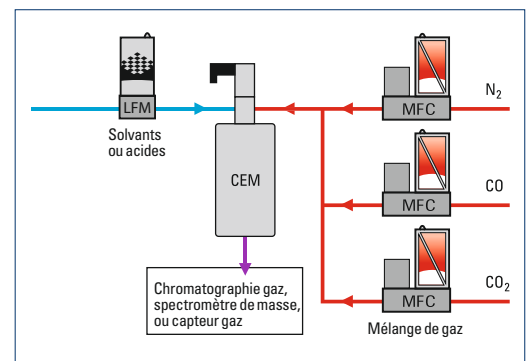 LFM
Solvants
ou acides
CEM
Chromatographie gaz,
spectromètre de masse,
ou capteur gaz
N₂
MFC
CO
MFC
CO₂
MFC
Mélange de gaz